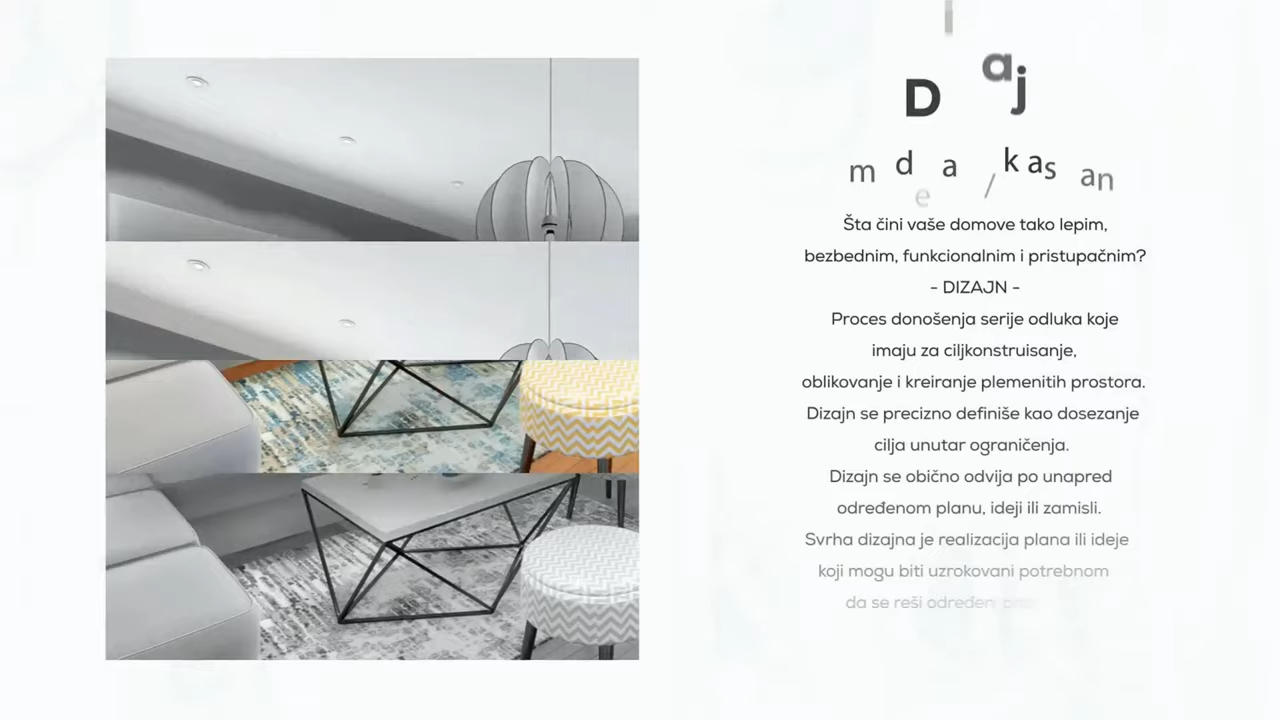 Šta čini vaše domove tako lepim,
bezbednim, funkcionalnim i pristupačnim?
- DIZAJN -
Proces donošenja serije odluka koje
imaju za ciljkonstruisanje,
oblikovanje i kreiranje plemenitih prostora.
Dizajn se precizno definiše kao dosezanje
cilja unutar ograničenja.
Dizajn se obično odvija po unapred
određenom planu, ideji ili zamisli.
Svrha dizajna je realizacija plana ili ideje
koji mogu biti uzrokovani potrebnom
da se reši određen